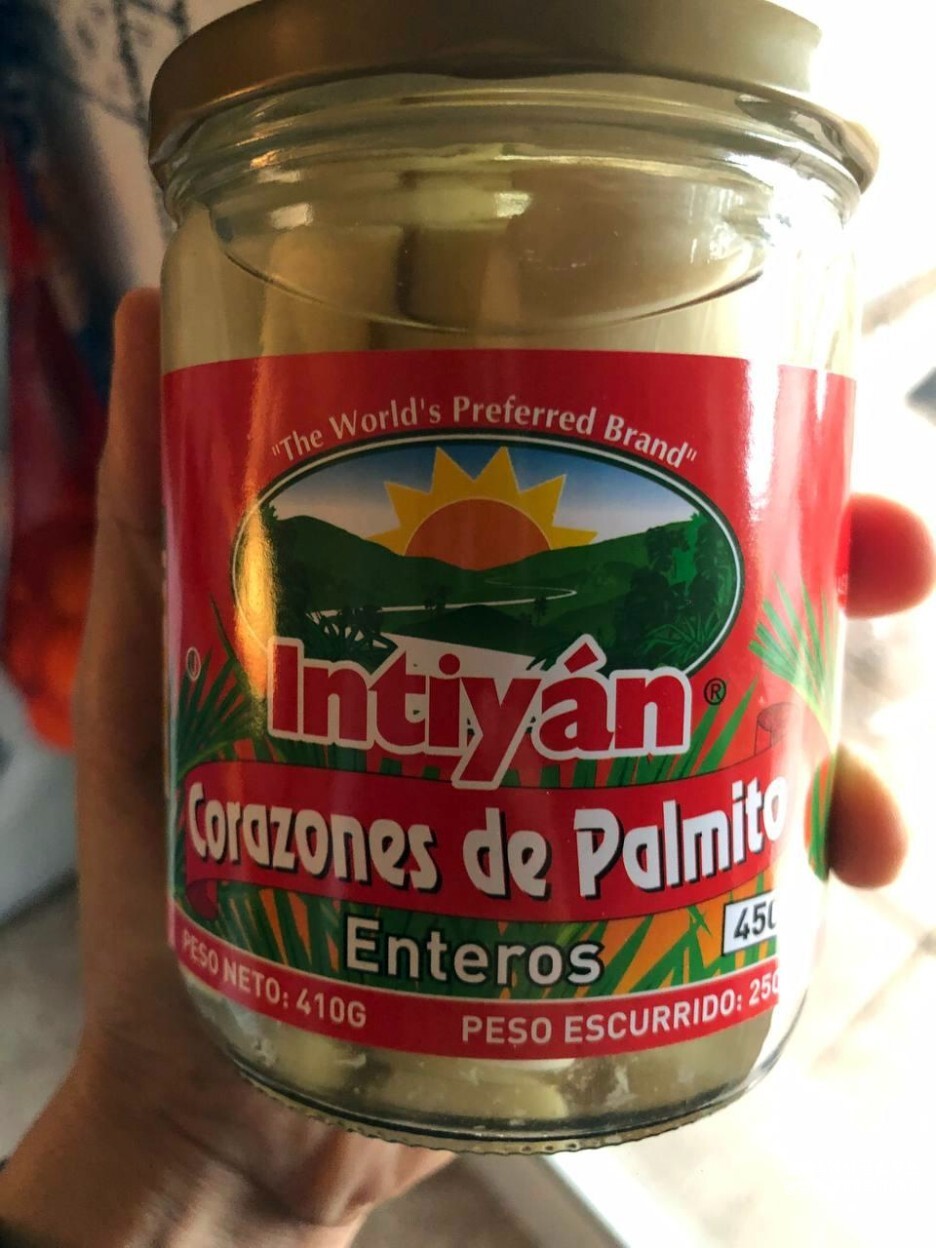 "The World's Preferred Brand"
Intiyán ®
Corazones de Palmito
Enteros
PESO NETO: 410G
PESO ESCURRIDO: